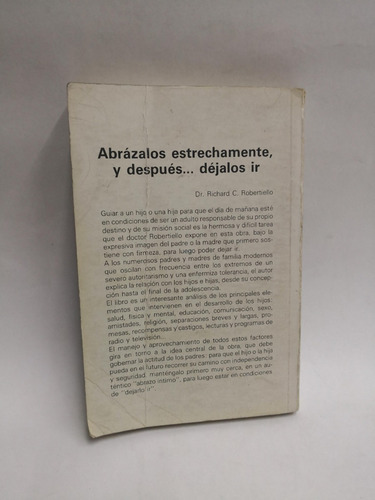 Abrázalos estrechamente,
y después... déjalos ir
Dr. Richard C. Robertiello
Guiar a un hijo o una hija para que el día de mañana esté
en condiciones de ser un adulto responsable de su propio
destino y de su misión social es la hermosa y difícil tarea
que el doctor Robertiello expone en esta obra, bajo la
expresiva imagen del padre o la madre que primero sos-
tiene con firmeza, para luego poder dejar ir.
A los numerosos padres y madres de familia modernos
que oscilan con frecuencia entre los extremos de un
severo autoritarismo y una enfermiza tolerancia, el autor
explica la relación con los hijos e hijas, desde su concep-
ción hasta el final de la adolescencia.
El libro es un interesante análisis de los principales ele-
mentos que intervienen en el desarrollo de los hijos:
salud, física y mental, educación, comunicación, sexo,
amistades, religión, separaciones breves y largas, pro-
mesas, recompensas y castigos, lecturas y programas de
radio y televisión...
El manejo y aprovechamiento de todos estos factores
gira en torno a la idea central de la obra, que debe
gobernar la actitud de los padres: para que el hijo o la hija
pueda en el futuro recorrer su camino con independencia
y seguridad, manténgalo primero muy cerca, en un au-
téntico "abrazo íntimo", para luego estar en condiciones
de "dejarlo ir".